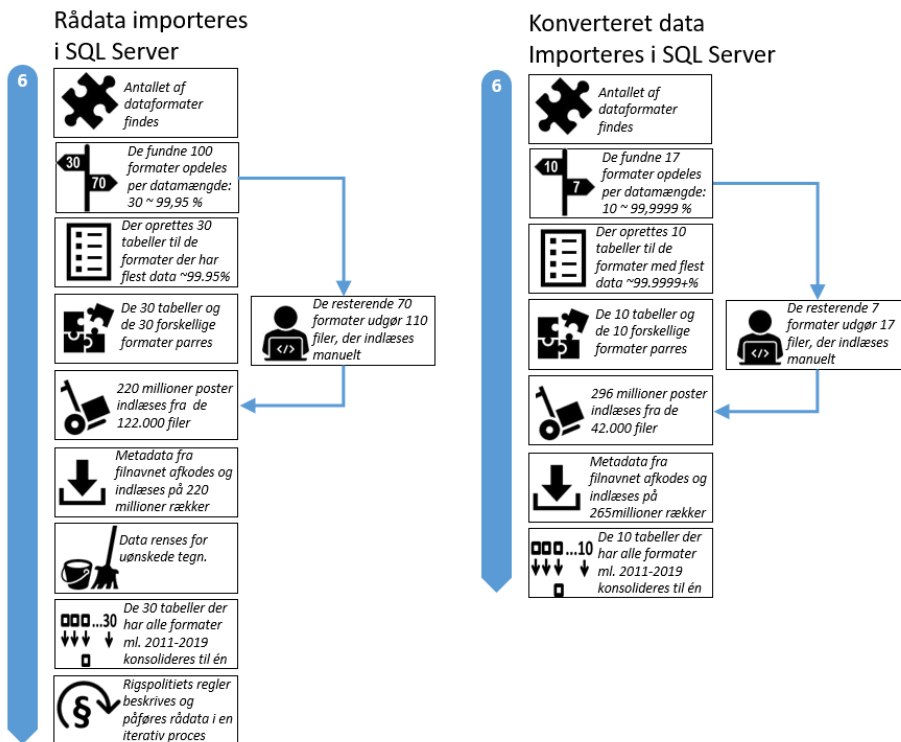 Rådata importeres
i SQL Server
6
Antallet af
dataformater
findes
30
70
De fundne 100
formater opdeles
per datamængde:
30 ~ 99,95 %
Der oprettes 30
tabeller til de
formater der har
flest data ~99.95%
De 30 tabeller og
de 30 forskellige
formater parres
</>
De resterende 70
formater udgør 110
filer, der indlæses
manuelt
220 millioner poster
indlæses fra de
122.000 filer
Metadata fra
filnavnet afkodes og
indlæses på 220
millioner rækker
Data renses for
uønskede tegn.
...30
De 30 tabeller der
har alle formater
ml. 2011-2019
konsolideres til én
§
Rigspolitiets regler
beskrives og
påføres rådata i en
iterativ proces
Konverteret data
Importeres i SQL Server
6
Antallet af
dataformater
findes
10
7
De fundne 17
formater opdeles
per datamængde:
10 ~ 99,9999 %
Der oprettes 10
tabeller til de
formater med flest
data ~99.9999+%
De 10 tabeller og
de 10 forskellige
formater parres
</>
De resterende 7
formater udgør 17
filer, der indlæses
manuelt
296 millioner poster
indlæses fra de
42.000 filer
Metadata fra
filnavnet afkodes og
indlæses på
265millioner rækker
...10
De 10 tabeller der
har alle formater
ml. 2011-2019
konsolideres til én